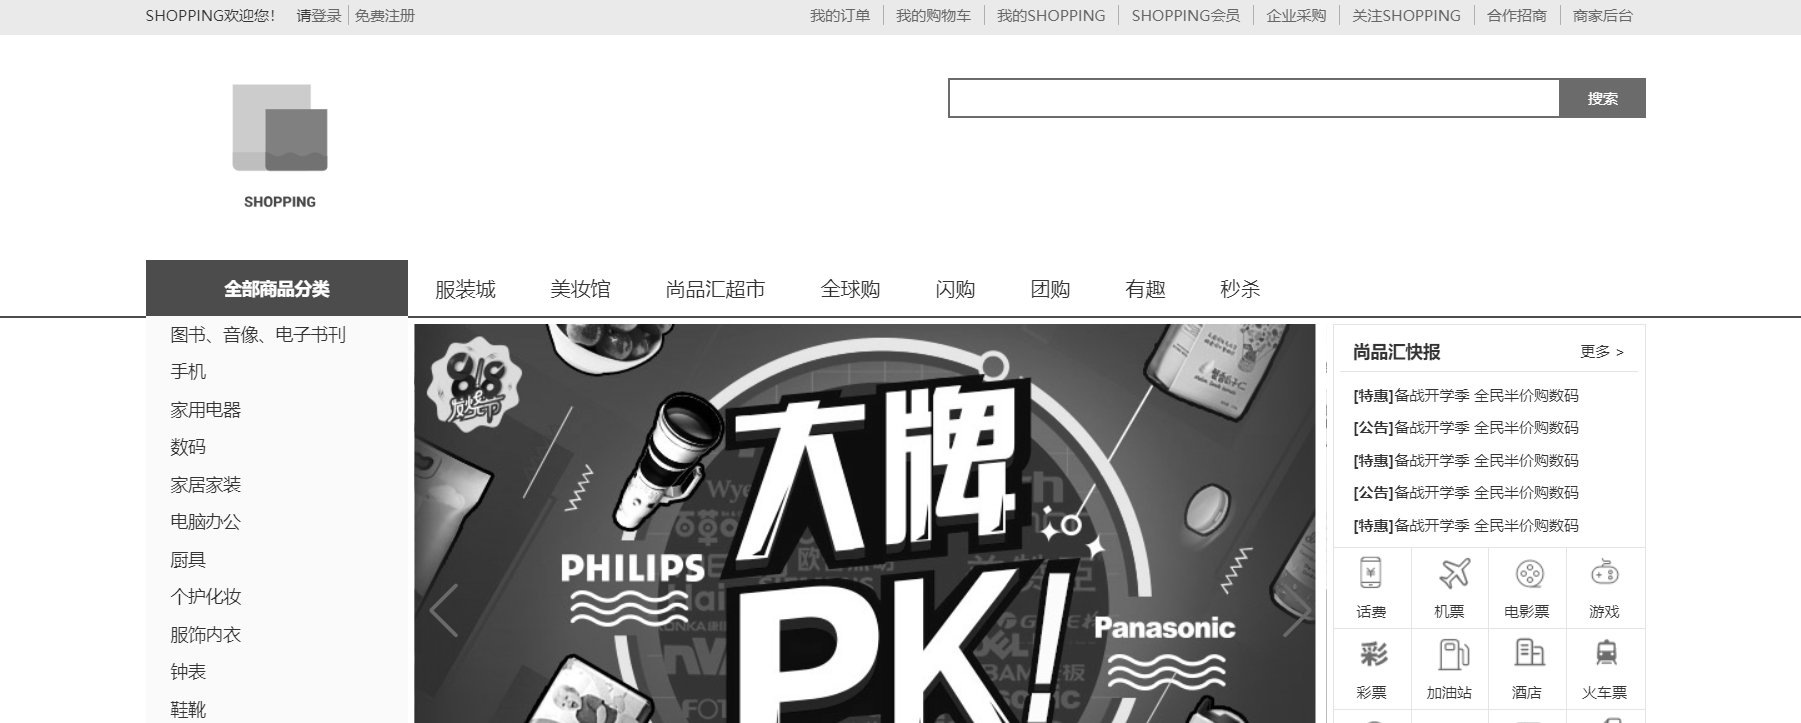 SHOPPING欢迎您! 请登录 免费注册
我的订单 我的购物车 我的SHOPPING SHOPPING会员 企业采购 关注SHOPPING 合作招商 商家后台
搜索
SHOPPING
全部商品分类 服装城 美妆馆 尚品汇超市 全球购 闪购 团购 有趣 秒杀
图书、音像、电子书刊
手机
家用电器
数码
家居家装
电脑办公
厨具
个护化妆
服饰内衣
钟表
鞋靴
818
发烧节
大牌
PK!
PHILIPS
Panasonic
尚品汇快报 更多 >
[特惠]备战开学季 全民半价购数码
[公告]备战开学季 全民半价购数码
[特惠]备战开学季 全民半价购数码
[公告]备战开学季 全民半价购数码
[特惠]备战开学季 全民半价购数码
话费 机票 电影票 游戏
彩
彩票 加油站 酒店 火车票